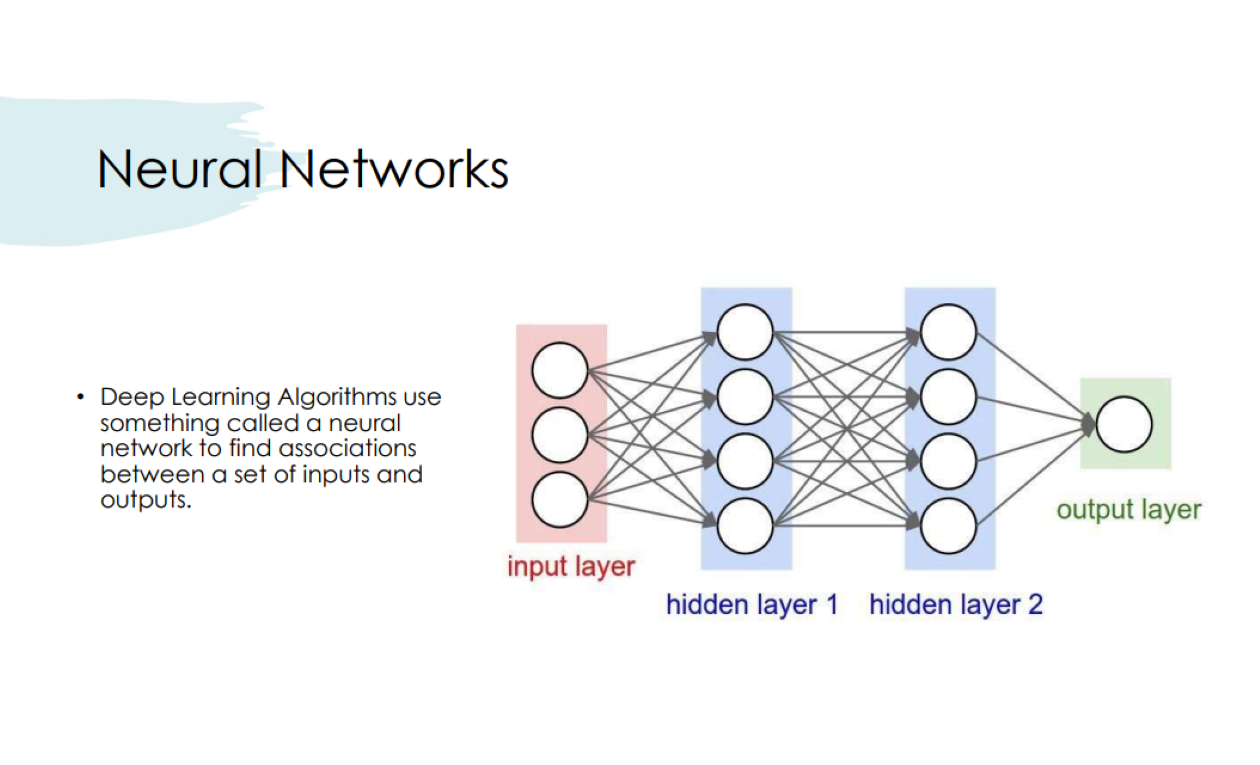 Neural Networks
• Deep Learning Algorithms use
something called a neural
network to find associations
between a set of inputs and
outputs.
input layer
hidden layer 1
hidden layer 2
output layer